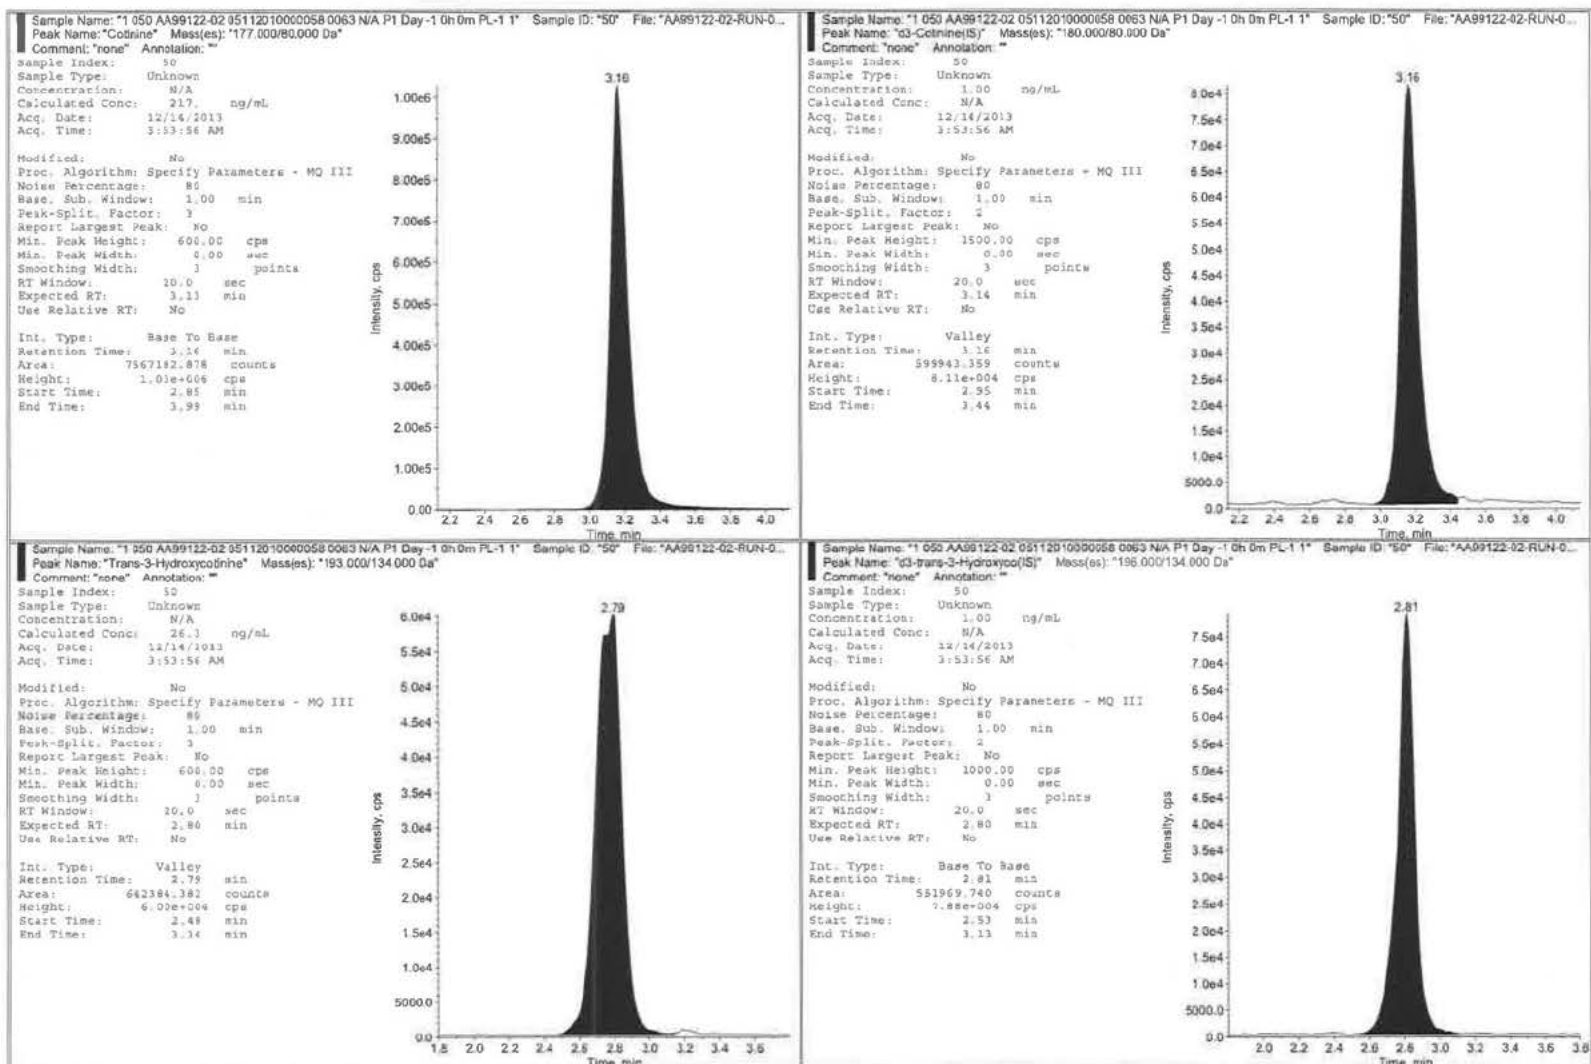 Sample Name: "1 050 AA99122-02 05112010000058 0063 N/A P1 Day -1 0h 0m PL-1 1" Sample ID: "50" File: "AA99122-02-RUN-0...
Peak Name: "Cotinine" Mass(es): "177.000/80.000 Da"
Comment: "none" Annotation: ""
Sample Index: 50
Sample Type: Unknown
Concentration: N/A
Calculated Conc: 217. ng/mL
Acq. Date: 12/14/2013
Acq. Time: 3:53:56 AM
Modified: No
Proc. Algorithm: Specify Parameters - MQ III
Noise Percentage: 80
Base. Sub. Window: 1.00 min
Peak-Split. Factor: 3
Report Largest Peak: No
Min. Peak Height: 600.00 cps
Min. Peak Width: 0.00 sec
Smoothing Width: 3 points
RT Window: 20.0 sec
Expected RT: 3.13 min
Use Relative RT: No
Int. Type: Base To Base
Retention Time: 3.16 min
Area: 7567182.878 counts
Height: 1.03e+006 cps
Start Time: 2.85 min
End Time: 3.99 min
3.16
1.00e6
9.00e5
8.00e5
7.00e5
6.00e5
5.00e5
4.00e5
3.00e5
2.00e5
1.00e5
0.00
Intensity, cps
2.2 2.4 2.6 2.8 3.0 3.2 3.4 3.6 3.8 4.0
Time, min
Sample Name: "1 050 AA99122-02 05112010000058 0063 N/A P1 Day -1 0h 0m PL-1 1" Sample ID: "50" File: "AA99122-02-RUN-0...
Peak Name: "d3-Cotinine(IS)" Mass(es): "180.000/80.000 Da"
Comment: "none" Annotation: ""
Sample Index: 50
Sample Type: Unknown
Concentration: 1.00 ng/mL
Calculated Conc: N/A
Acq. Date: 12/14/2013
Acq. Time: 3:53:56 AM
Modified: No
Proc. Algorithm: Specify Parameters - MQ III
Noise Percentage: 80
Base. Sub. Window: 1.00 min
Peak-Split. Factor: 2
Report Largest Peak: No
Min. Peak Height: 1500.00 cps
Min. Peak Width: 0.00 sec
Smoothing Width: 3 points
RT Window: 20.0 sec
Expected RT: 3.14 min
Use Relative RT: No
Int. Type: Valley
Retention Time: 3.16 min
Area: 599943.359 counts
Height: 8.11e+004 cps
Start Time: 2.95 min
End Time: 3.44 min
3.16
8.0e4
7.5e4
7.0e4
6.5e4
6.0e4
5.5e4
5.0e4
4.5e4
4.0e4
3.5e4
3.0e4
2.5e4
2.0e4
1.5e4
1.0e4
5000.0
0.0
Intensity, cps
2.2 2.4 2.6 2.8 3.0 3.2 3.4 3.6 3.8 4.0
Time, min
Sample Name: "1 050 AA99122-02 05112010000058 0063 N/A P1 Day -1 0h 0m PL-1 1" Sample ID: "50" File: "AA99122-02-RUN-0...
Peak Name: "Trans-3-Hydroxycotinine" Mass(es): "193.000/134.000 Da"
Comment: "none" Annotation: ""
Sample Index: 50
Sample Type: Unknown
Concentration: N/A
Calculated Conc: 26.3 ng/mL
Acq. Date: 12/14/2013
Acq. Time: 3:53:56 AM
Modified: No
Proc. Algorithm: Specify Parameters - MQ III
Noise Percentage: 80
Base. Sub. Window: 1.00 min
Peak-Split. Factor: 3
Report Largest Peak: No
Min. Peak Height: 600.00 cps
Min. Peak Width: 0.00 sec
Smoothing Width: 3 points
RT Window: 20.0 sec
Expected RT: 2.80 min
Use Relative RT: No
Int. Type: Valley
Retention Time: 2.79 min
Area: 642384.382 counts
Height: 6.00e+004 cps
Start Time: 2.48 min
End Time: 3.14 min
2.79
6.0e4
5.5e4
5.0e4
4.5e4
4.0e4
3.5e4
3.0e4
2.5e4
2.0e4
1.5e4
1.0e4
5000.0
0.0
Intensity, cps
1.8 2.0 2.2 2.4 2.6 2.8 3.0 3.2 3.4 3.6
Time, min
Sample Name: "1 050 AA99122-02 05112010000058 0063 N/A P1 Day -1 0h 0m PL-1 1" Sample ID: "50" File: "AA99122-02-RUN-0...
Peak Name: "d3-trans-3-Hydroxyco(IS)" Mass(es): "196.000/134.000 Da"
Comment: "none" Annotation: ""
Sample Index: 50
Sample Type: Unknown
Concentration: 1.00 ng/mL
Calculated Conc: N/A
Acq. Date: 12/14/2013
Acq. Time: 3:53:56 AM
Modified: No
Proc. Algorithm: Specify Parameters - MQ III
Noise Percentage: 80
Base. Sub. Window: 1.00 min
Peak-Split. Factor: 2
Report Largest Peak: No
Min. Peak Height: 1000.00 cps
Min. Peak Width: 0.00 sec
Smoothing Width: 3 points
RT Window: 20.0 sec
Expected RT: 2.80 min
Use Relative RT: No
Int. Type: Base To Base
Retention Time: 2.81 min
Area: 551969.740 counts
Height: 7.88e+004 cps
Start Time: 2.53 min
End Time: 3.13 min
2.81
7.5e4
7.0e4
6.5e4
6.0e4
5.5e4
5.0e4
4.5e4
4.0e4
3.5e4
3.0e4
2.5e4
2.0e4
1.5e4
1.0e4
5000.0
0.0
Intensity, cps
2.0 2.2 2.4 2.6 2.8 3.0 3.2 3.4 3.6 3.8
Time, min